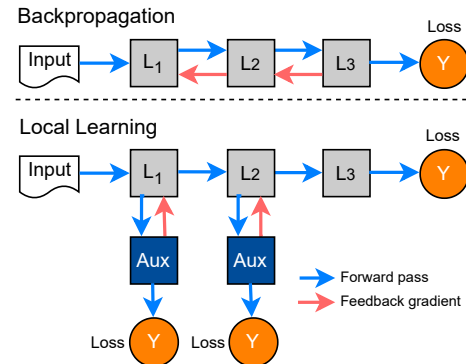 Backpropagation
Loss
Input
L1
L2
L3
Y
Local Learning
Loss
Input
L1
L2
L3
Y
Aux
Aux
Forward pass
Feedback gradient
Loss
Y
Loss
Y